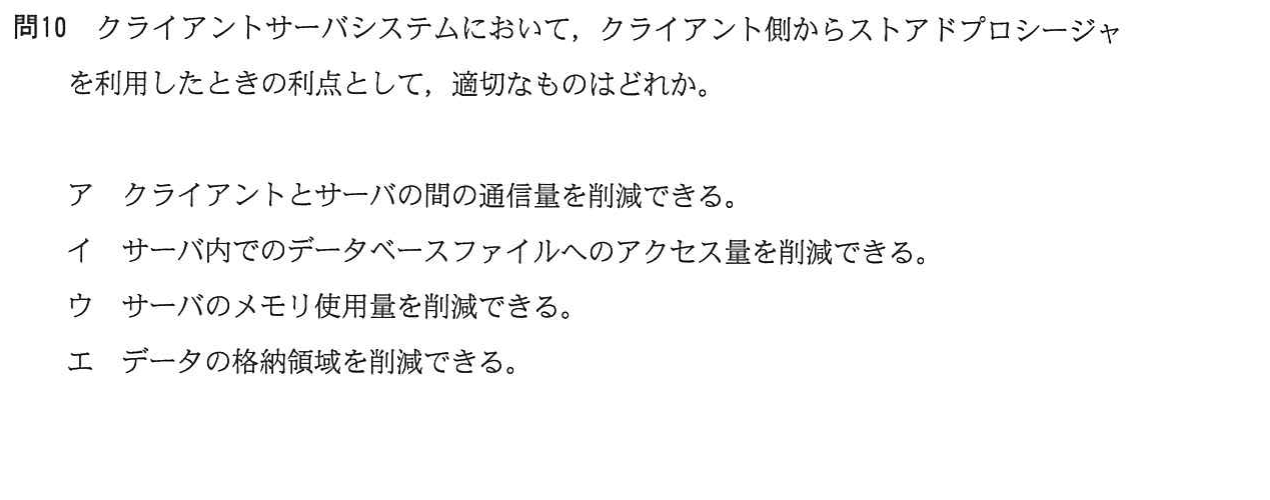 問10　クライアントサーバシステムにおいて，クライアント側からストアドプロシージャ
を利用したときの利点として，適切なものはどれか。
ア　クライアントとサーバの間の通信量を削減できる。
イ　サーバ内でのデータベースファイルへのアクセス量を削減できる。
ウ　サーバのメモリ使用量を削減できる。
エ　データの格納領域を削減できる。